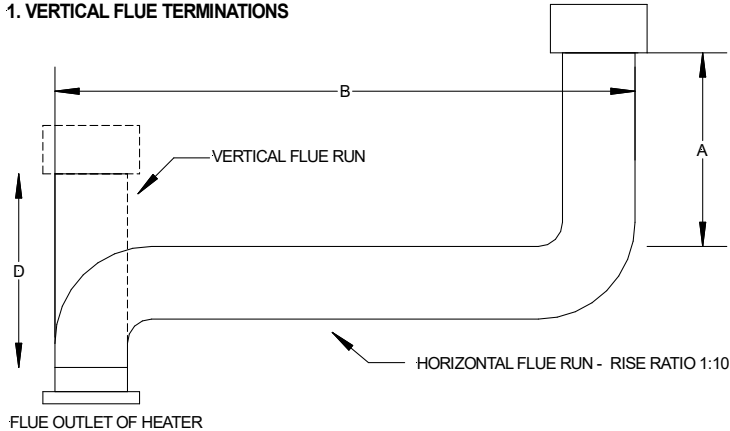 1. VERTICAL FLUE TERMINATIONS
B
A
VERTICAL FLUE RUN
D
HORIZONTAL FLUE RUN - RISE RATIO 1:10
FLUE OUTLET OF HEATER